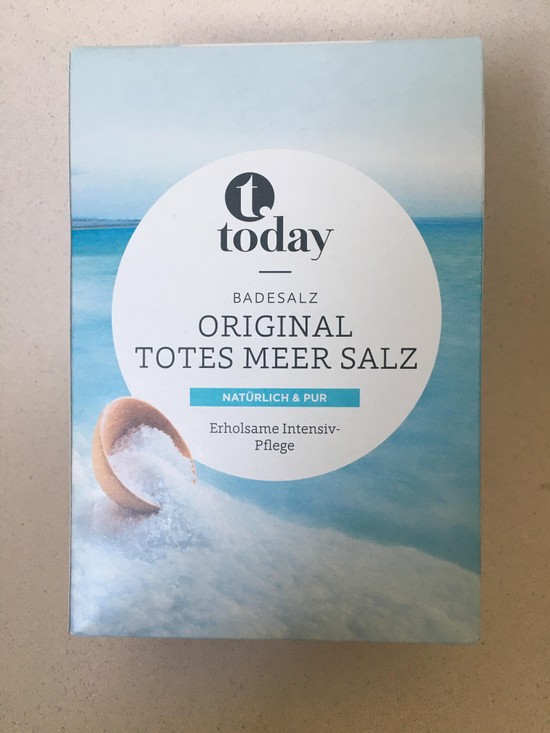 t.
today
BADESALZ
ORIGINAL
TOTES MEER SALZ
NATÜRLICH & PUR
Erholsame Intensiv-
Pflege